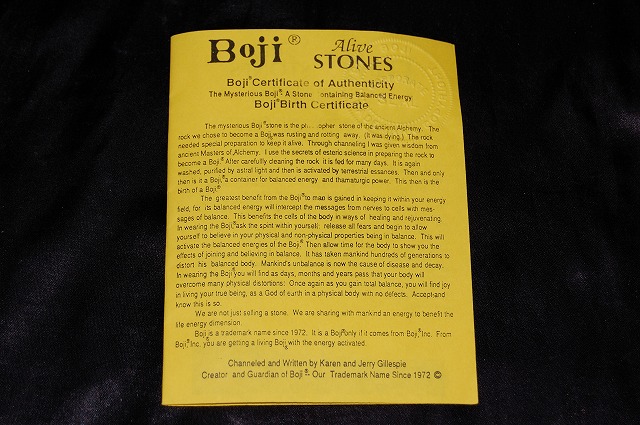 Boji® Alive STONES
Boji® Certificate of Authenticity
The Mysterious Boji® A Stone Containing Balanced Energy
Boji® Birth Certificate
The mysterious Boji® stone is the stone of the ancient Alchemy. The
rock we chose to become a Boji® was rusting and rotting away. (It was dying.) The rock
needed special preparation to keep it alive. Through channeling I was given wisdom from
ancient Masters of Alchemy. I use the secrets of esteric science in preparing the rock to
become a Boji.® After carefully cleaning the rock it is fed for many days. It is again
washed, purified by astral light and then is activated by terrestrial essances. Then and only
then is it a Boji,® a container for balanced energy and thamaturgic power. This then is the
birth of a Boji.®
The greatest benefit from the Boji® to man is gained in keeping it within your energy
field, for its balanced energy will intercept the messages from nerves to cells with mes-
sages of balance. This benefits the cells of the body in ways of healing and rejuvenating.
In wearing the Boji,® ask the spirit within yourself: release all fears and begin to allow
yourself to believe in your physical and non-physical properties being in balance. This will
activate the balanced energies of the Boji.® Then allow time for the body to show you the
effects of joining and believing in balance. It has taken mankind hundreds of generations to
distort his balanced body. Mankind's unbalance is now the cause of disease and decay.
In wearing the Boji® you will find as days, months and years pass that your body will
overcome many physical distortions. Once again as you gain total balance, you will find joy
in living your true being, as a God of earth in a physical body with no defects. Accept and
know this is so.
We are not just selling a stone. We are sharing with mankind an energy to benefit the
life energy dimension.
Boji® is a trademark name since 1972. It is a Boji® only if it comes from Boji,® Inc. From
Boji,® Inc. you are getting a living Boji® with the energy activated.
Channeled and Written by Karen and Jerry Gillespie
Creator and Guardian of Boji®. Our Trademark Name Since 1972 ©